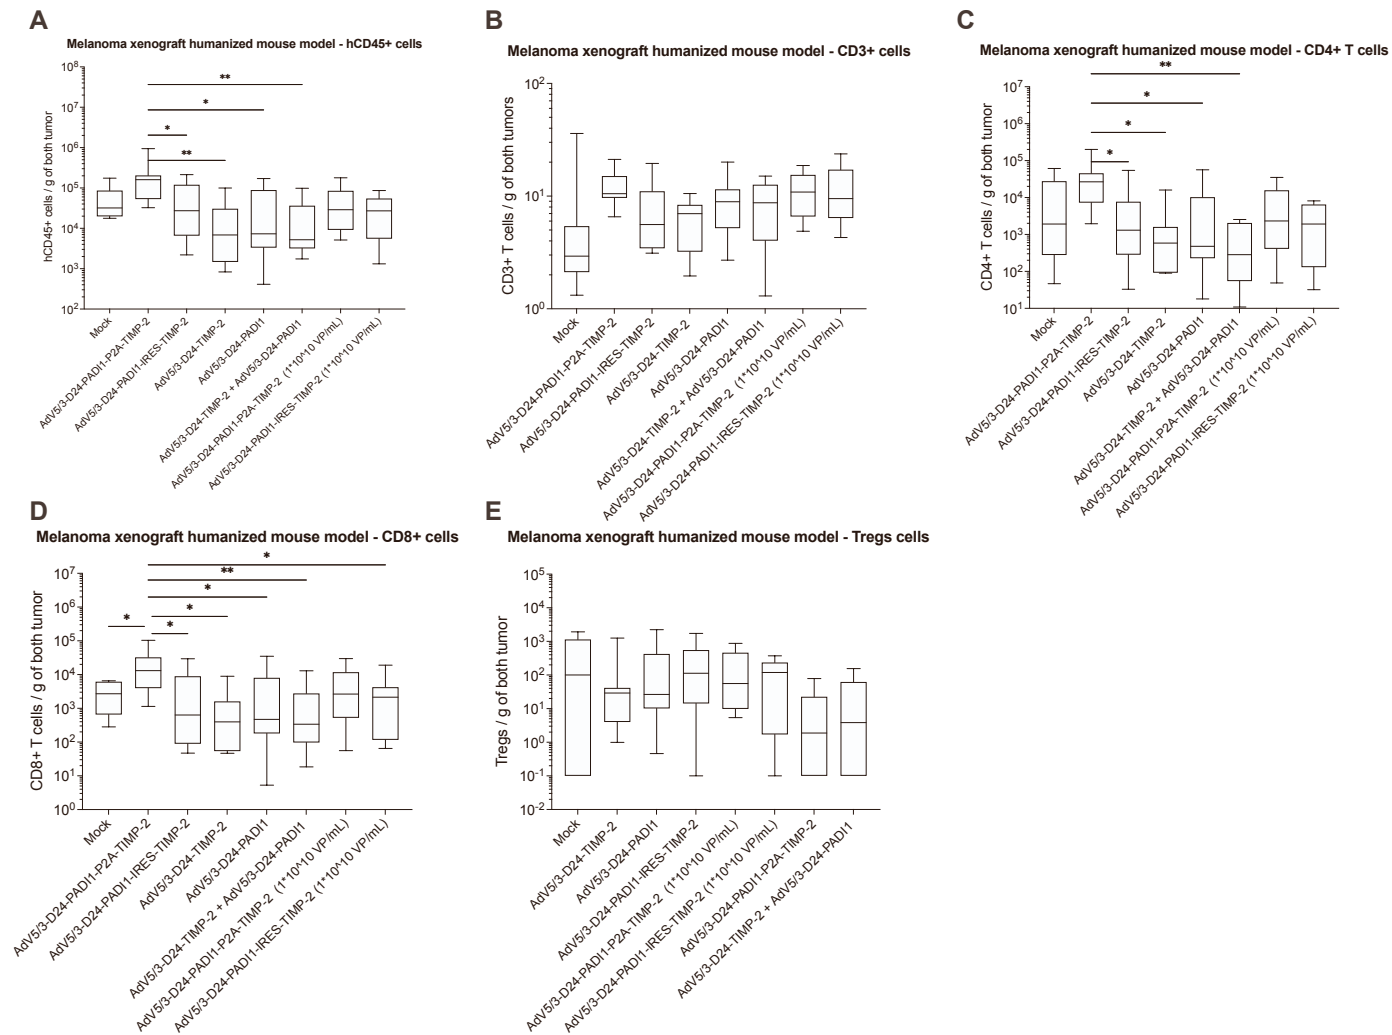 A
Melanoma xenograft humanized mouse model - hCD45+ cells
hCD45+ cells / g of both tumor
10^8
10^7
10^6
10^5
10^4
10^3
10^2
**
*
*
**
Mock
AdV5/3-D24-PADI1-P2A-TIMP-2
AdV5/3-D24-PADI1-IRES-TIMP-2
AdV5/3-D24-TIMP-2
AdV5/3-D24-PADI1
AdV5/3-D24-TIMP-2 + AdV5/3-D24-PADI1
AdV5/3-D24-PADI1-P2A-TIMP-2 (1*10^10 VP/mL)
AdV5/3-D24-PADI1-IRES-TIMP-2 (1*10^10 VP/mL)
B
Melanoma xenograft humanized mouse model - CD3+ cells
CD3+ T cells / g of both tumors
10^2
10^1
10^0
Mock
AdV5/3-D24-PADI1-P2A-TIMP-2
AdV5/3-D24-PADI1-IRES-TIMP-2
AdV5/3-D24-TIMP-2
AdV5/3-D24-PADI1
AdV5/3-D24-TIMP-2 + AdV5/3-D24-PADI1
AdV5/3-D24-PADI1-P2A-TIMP-2 (1*10^10 VP/mL)
AdV5/3-D24-PADI1-IRES-TIMP-2 (1*10^10 VP/mL)
C
Melanoma xenograft humanized mouse model - CD4+ T cells
CD4+ T cells / g of both tumor
10^7
10^6
10^5
10^4
10^3
10^2
10^1
**
*
*
*
Mock
AdV5/3-D24-PADI1-P2A-TIMP-2
AdV5/3-D24-PADI1-IRES-TIMP-2
AdV5/3-D24-TIMP-2
AdV5/3-D24-PADI1
AdV5/3-D24-TIMP-2 + AdV5/3-D24-PADI1
AdV5/3-D24-PADI1-P2A-TIMP-2 (1*10^10 VP/mL)
AdV5/3-D24-PADI1-IRES-TIMP-2 (1*10^10 VP/mL)
D
Melanoma xenograft humanized mouse model - CD8+ cells
CD8+ T cells / g of both tumor
10^7
10^6
10^5
10^4
10^3
10^2
10^1
10^0
*
**
*
*
*
*
Mock
AdV5/3-D24-PADI1-P2A-TIMP-2
AdV5/3-D24-PADI1-IRES-TIMP-2
AdV5/3-D24-TIMP-2
AdV5/3-D24-PADI1
AdV5/3-D24-TIMP-2 + AdV5/3-D24-PADI1
AdV5/3-D24-PADI1-P2A-TIMP-2 (1*10^10 VP/mL)
AdV5/3-D24-PADI1-IRES-TIMP-2 (1*10^10 VP/mL)
E
Melanoma xenograft humanized mouse model - Tregs cells
Tregs / g of both tumor
10^5
10^4
10^3
10^2
10^1
10^0
10^-1
10^-2
Mock
AdV5/3-D24-TIMP-2
AdV5/3-D24-PADI1
AdV5/3-D24-PADI1-IRES-TIMP-2
AdV5/3-D24-PADI1-P2A-TIMP-2 (1*10^10 VP/mL)
AdV5/3-D24-PADI1-IRES-TIMP-2 (1*10^10 VP/mL)
AdV5/3-D24-PADI1-P2A-TIMP-2
AdV5/3-D24-TIMP-2 + AdV5/3-D24-PADI1